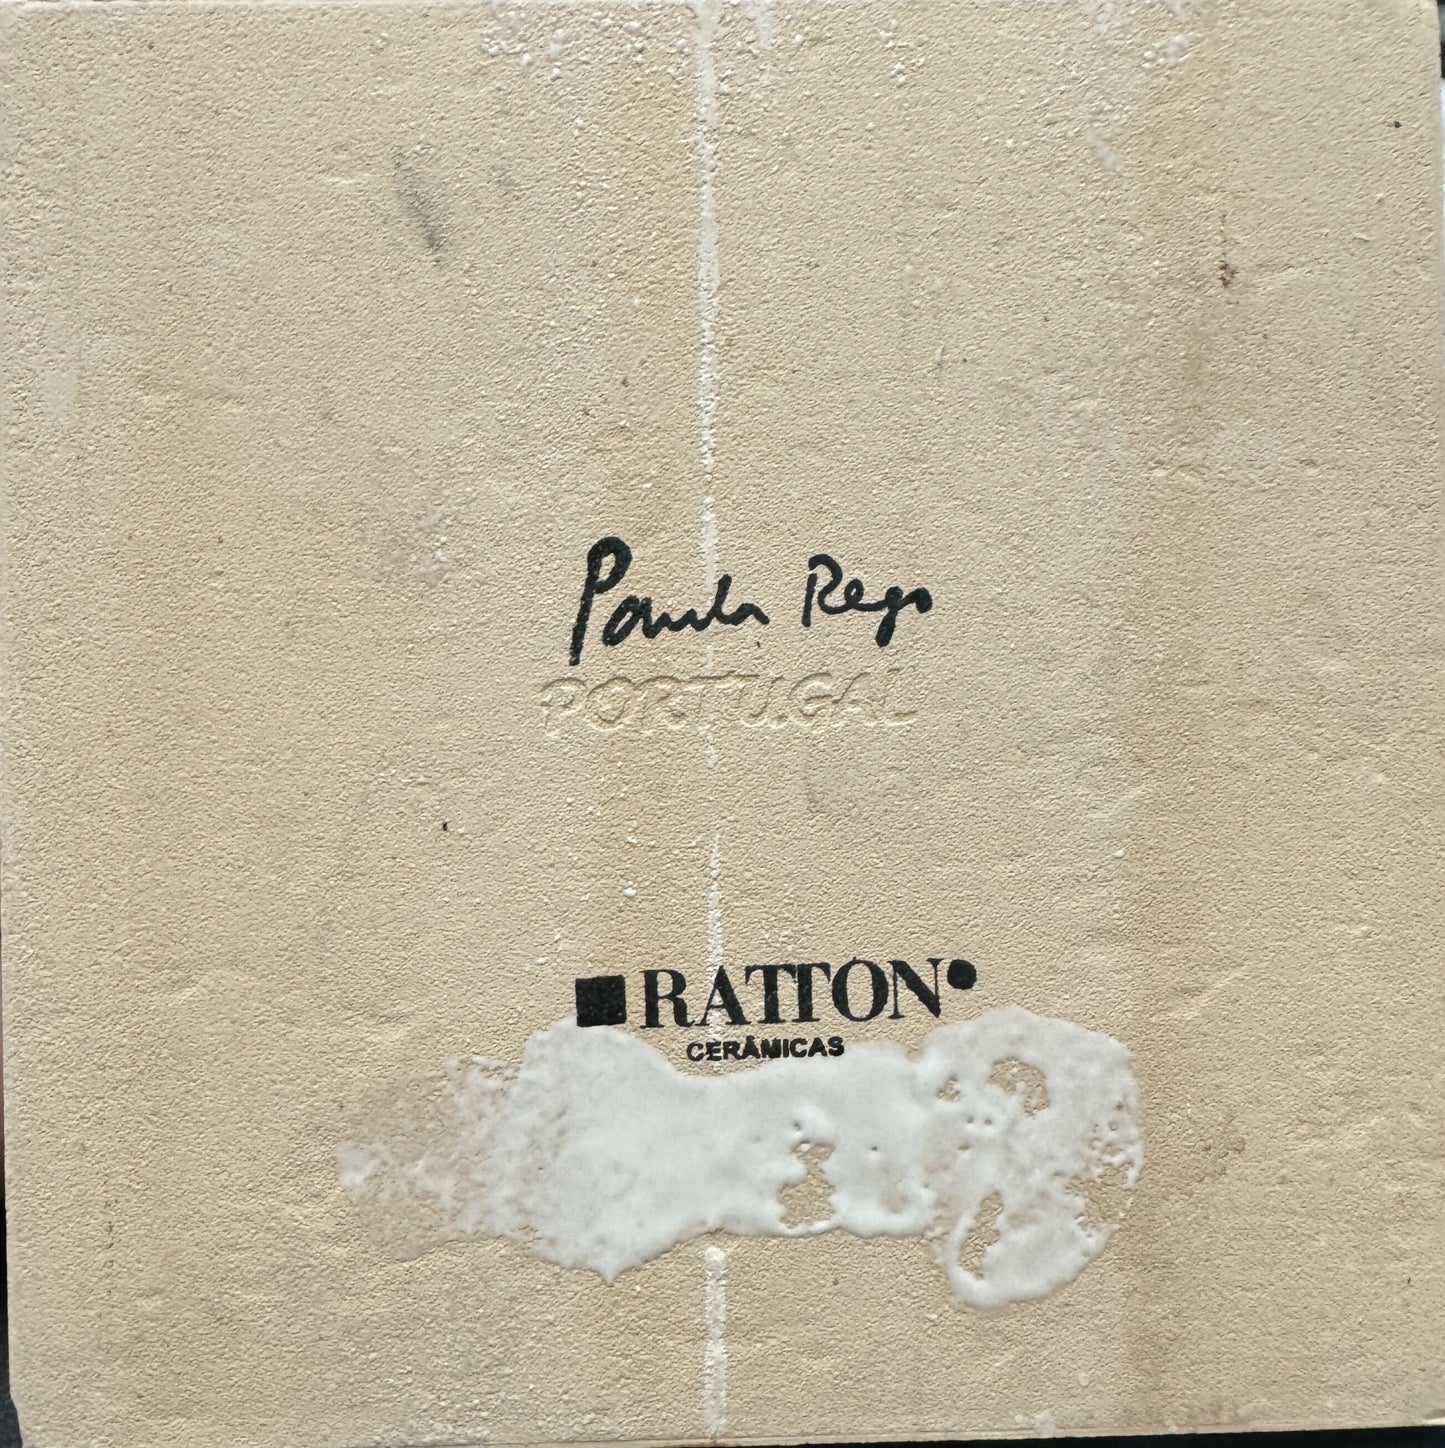 Paula Rego
PORTUGAL
RATTON
CERÂMICAS